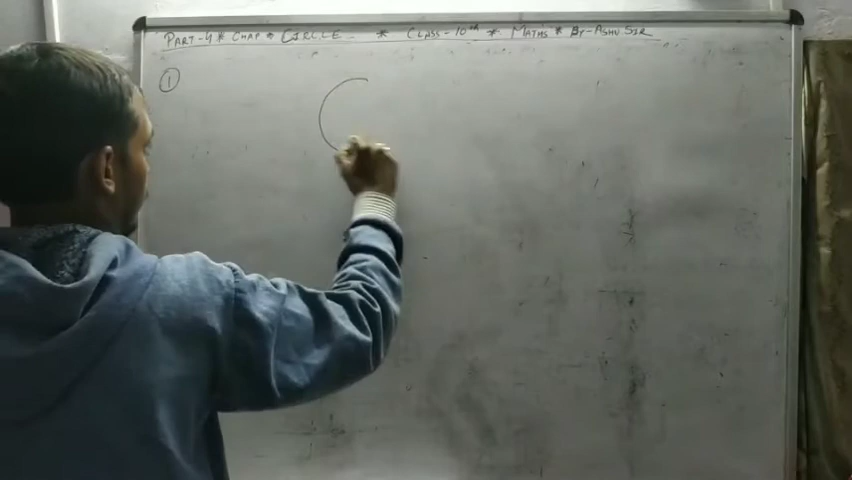 PART-4 # CHAP * CIRCLE * CLASS-10th * MATHS * BY-ASHU SIR
①